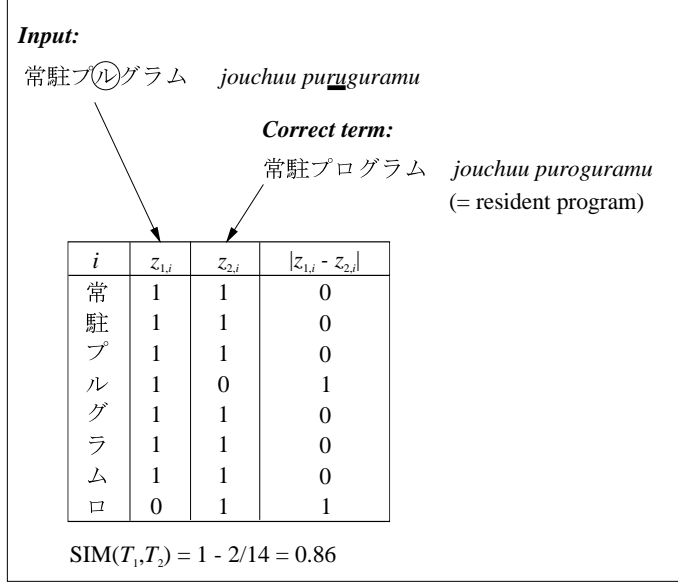 Input:
常駐プルグラム jouchuu puruguramu
Correct term:
常駐プログラム jouchuu puroguramu
(= resident program)
i z1,i z2,i |z1,i - z2,i|
常 1 1 0
駐 1 1 0
プ 1 1 0
ル 1 0 1
グ 1 1 0
ラ 1 1 0
ム 1 1 0
ロ 0 1 1
SIM(T1,T2) = 1 - 2/14 = 0.86